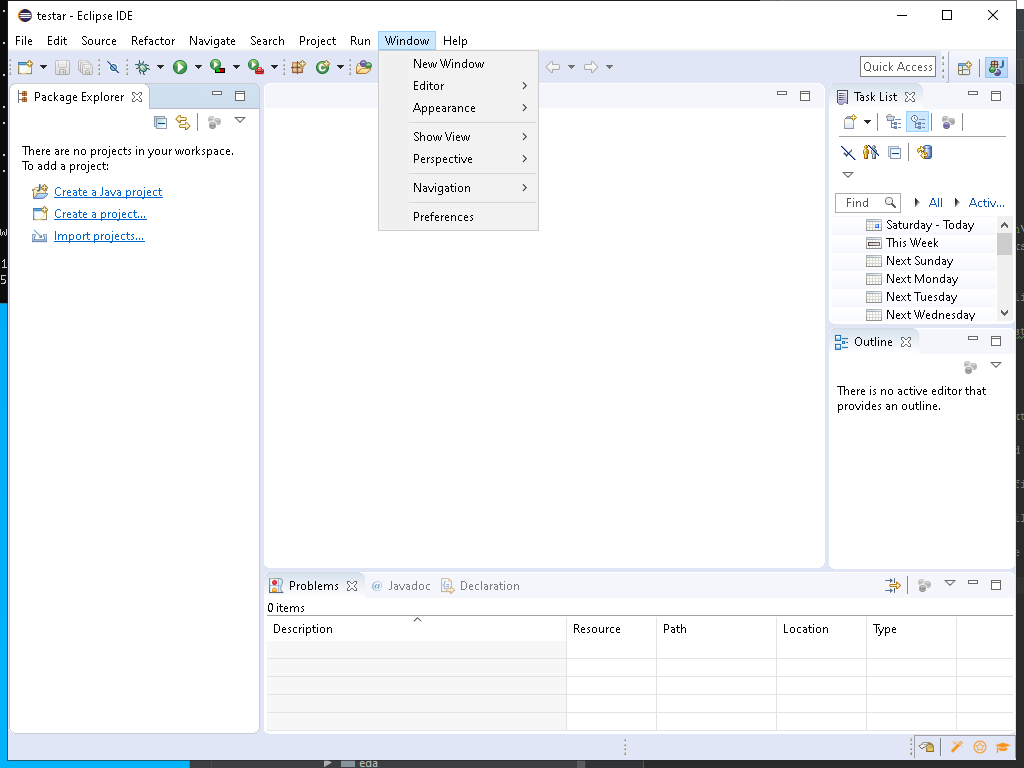 testar - Eclipse IDE
File Edit Source Refactor Navigate Search Project Run Window Help
Quick Access
New Window
Editor
Appearance
Show View
Perspective
Navigation
Preferences
Package Explorer
There are no projects in your workspace.
To add a project:
Create a Java project
Create a project...
Import projects...
Task List
Find All Activ...
Saturday - Today
This Week
Next Sunday
Next Monday
Next Tuesday
Next Wednesday
Outline
There is no active editor that
provides an outline.
Problems @ Javadoc Declaration
0 items
Description Resource Path Location Type
eda